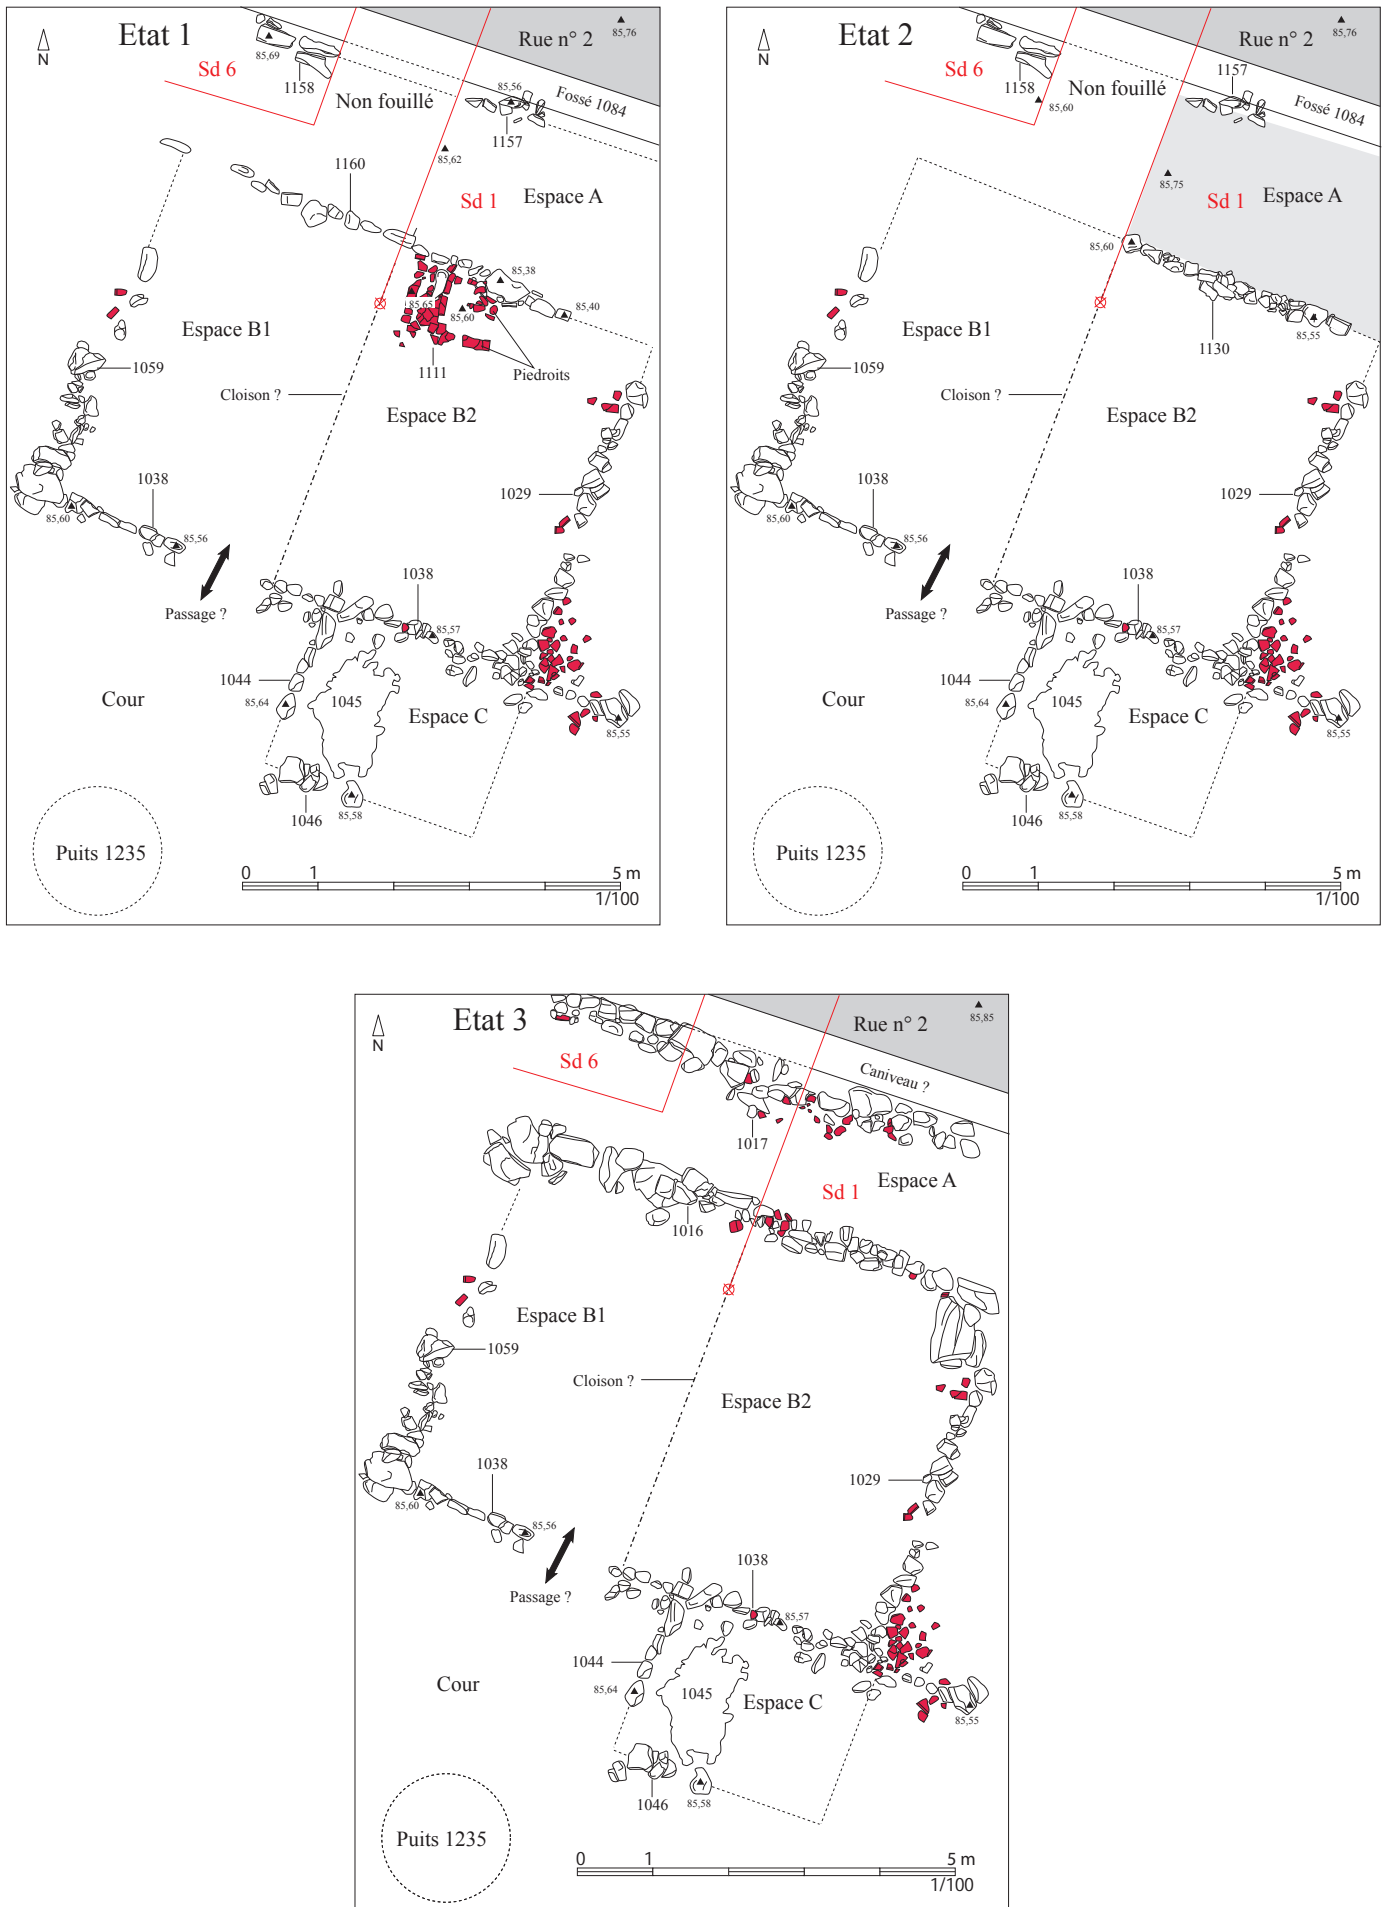 Etat 1
Rue n° 2
85,76
N
85,69
Sd 6
1158
Non fouillé
85,56
Fossé 1084
1157
85,62
1160
Sd 1
Espace A
85,38
85,65
85,60
85,40
Espace B1
1059
1111
Piedroits
Cloison ?
Espace B2
1038
1029
85,60
85,56
Passage ?
1038
85,57
1044
85,64
1045
Cour
Espace C
85,55
1046
85,58
Puits 1235
0 1 5 m
1/100
Etat 2
Rue n° 2
85,76
N
Sd 6
1158
85,60
Non fouillé
1157
Fossé 1084
85,75
Sd 1
Espace A
85,60
Espace B1
1130
85,55
1059
Cloison ?
Espace B2
1038
1029
85,60
85,56
Passage ?
1038
85,57
1044
85,64
1045
Cour
Espace C
85,55
1046
85,58
Puits 1235
0 1 5 m
1/100
Etat 3
Rue n° 2
85,85
N
Sd 6
Caniveau ?
1017
Espace A
Sd 1
1016
Espace B1
1059
Cloison ?
Espace B2
1038
1029
85,60
85,56
Passage ?
1038
85,57
1044
85,64
1045
Cour
Espace C
85,55
1046
85,58
Puits 1235
0 1 5 m
1/100